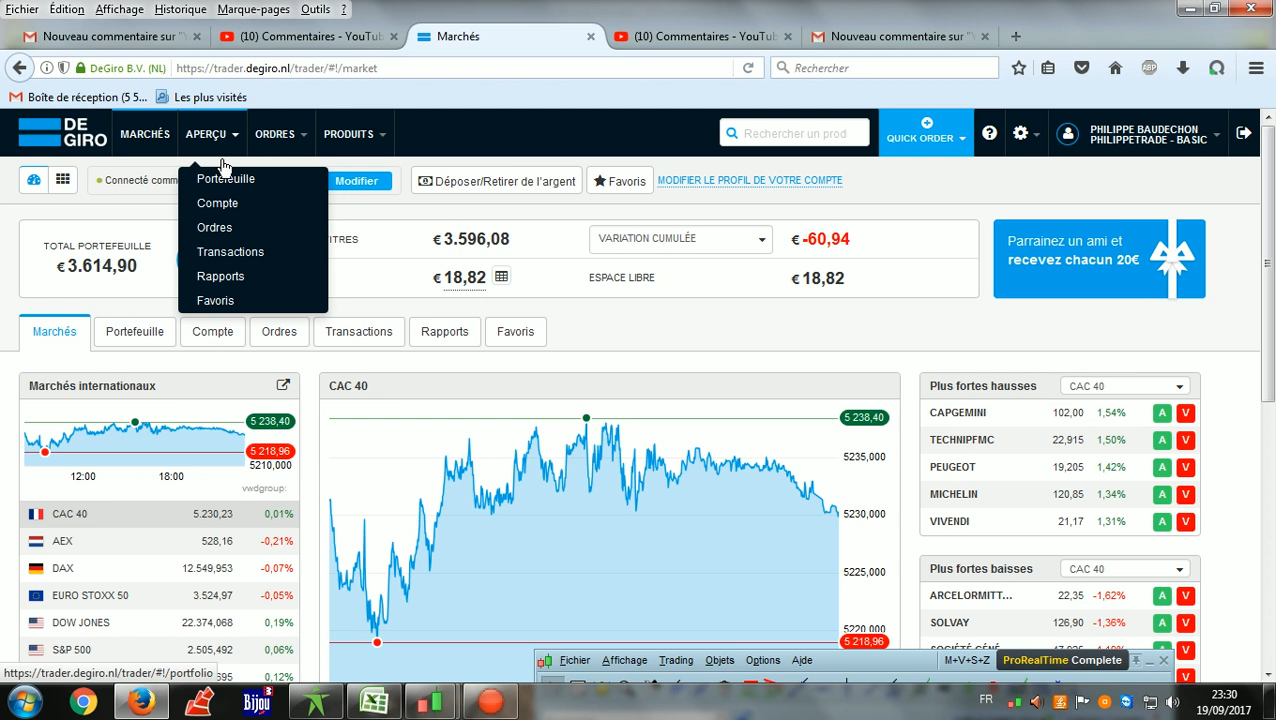 Fichier Édition Affichage Historique Marque-pages Outils ?
Nouveau commentaire sur "V
(10) Commentaires - YouTub
Marchés
(10) Commentaires - YouTub
Nouveau commentaire sur "V
DeGiro B.V. (NL) https://trader.degiro.nl/trader/#!/market
Rechercher
ABP
Boîte de réception (5 5... Les plus visités
DE GIRO
MARCHÉS APERÇU ORDRES PRODUITS
Rechercher un prod
QUICK ORDER
PHILIPPE BAUDECHON
PHILIPPETRADE - BASIC
Connecté comm
Modifier
Déposer/Retirer de l'argent
Favoris
MODIFIER LE PROFIL DE VOTRE COMPTE
Portefeuille
Compte
Ordres
Transactions
Rapports
Favoris
TOTAL PORTEFEUILLE
€ 3.614,90
ITRES € 3.596,08
VARIATION CUMULÉE € -60,94
€ 18,82
ESPACE LIBRE € 18,82
Parrainez un ami et
recevez chacun 20€
Marchés Portefeuille Compte Ordres Transactions Rapports Favoris
Marchés internationaux
5 238,40
5 218,96
5210,000
12:00 18:00
vwdgroup:
CAC 40 5.230,23 0,01%
AEX 528,16 -0,21%
DAX 12.549,953 -0,07%
EURO STOXX 50 3.524,97 -0,05%
DOW JONES 22.374,068 0,19%
S&P 500 2.505,492 0,06%
695 0,12%
CAC 40
5 238,40
5235,000
5230,000
5225,000
5220,000
5 218,96
Plus fortes hausses CAC 40
CAPGEMINI 102,00 1,54% A V
TECHNIPFMC 22,915 1,50% A V
PEUGEOT 19,205 1,42% A V
MICHELIN 120,85 1,34% A V
VIVENDI 21,17 1,31% A V
Plus fortes baisses CAC 40
ARCELORMITT... 22,35 -1,62% A V
SOLVAY 126,90 -1,36% A V
V
V
https://trader.degiro.nl/trader/#!/portfolio
Fichier Affichage Trading Objets Options Aide
M+V+S+Z ProRealTime Complete
Bijou
3
FR
23:30
19/09/2017